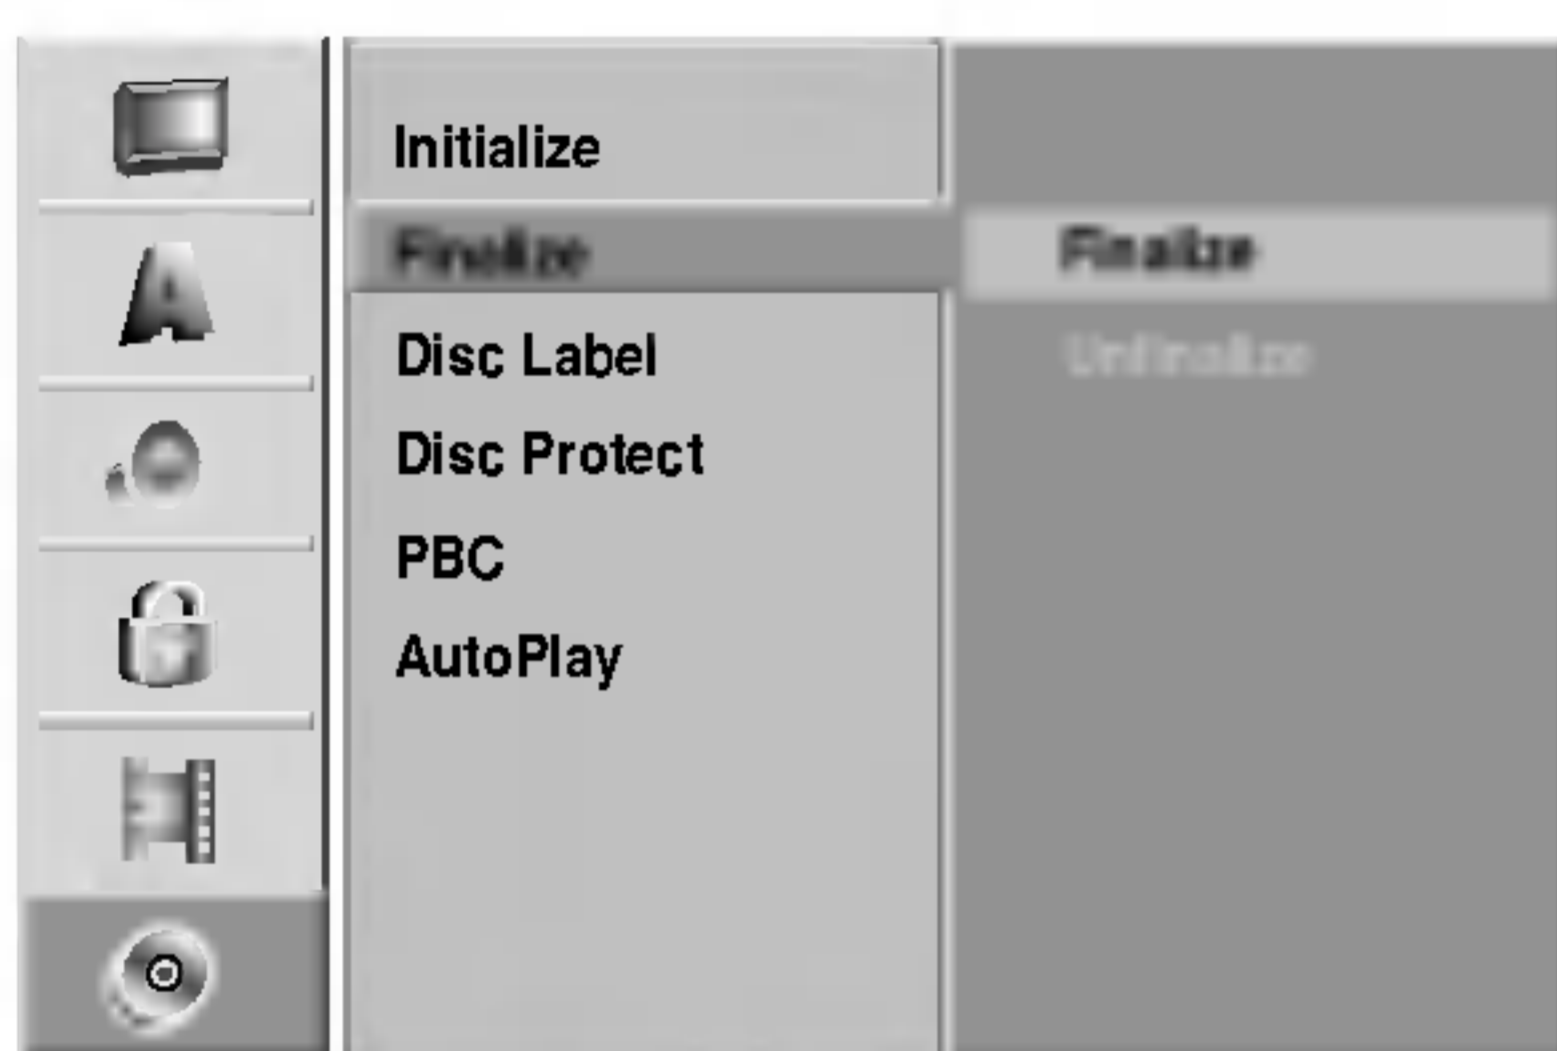 Initialize
Finalize
Finalize
Unfinalize
Disc Label
Disc Protect
PBC
AutoPlay